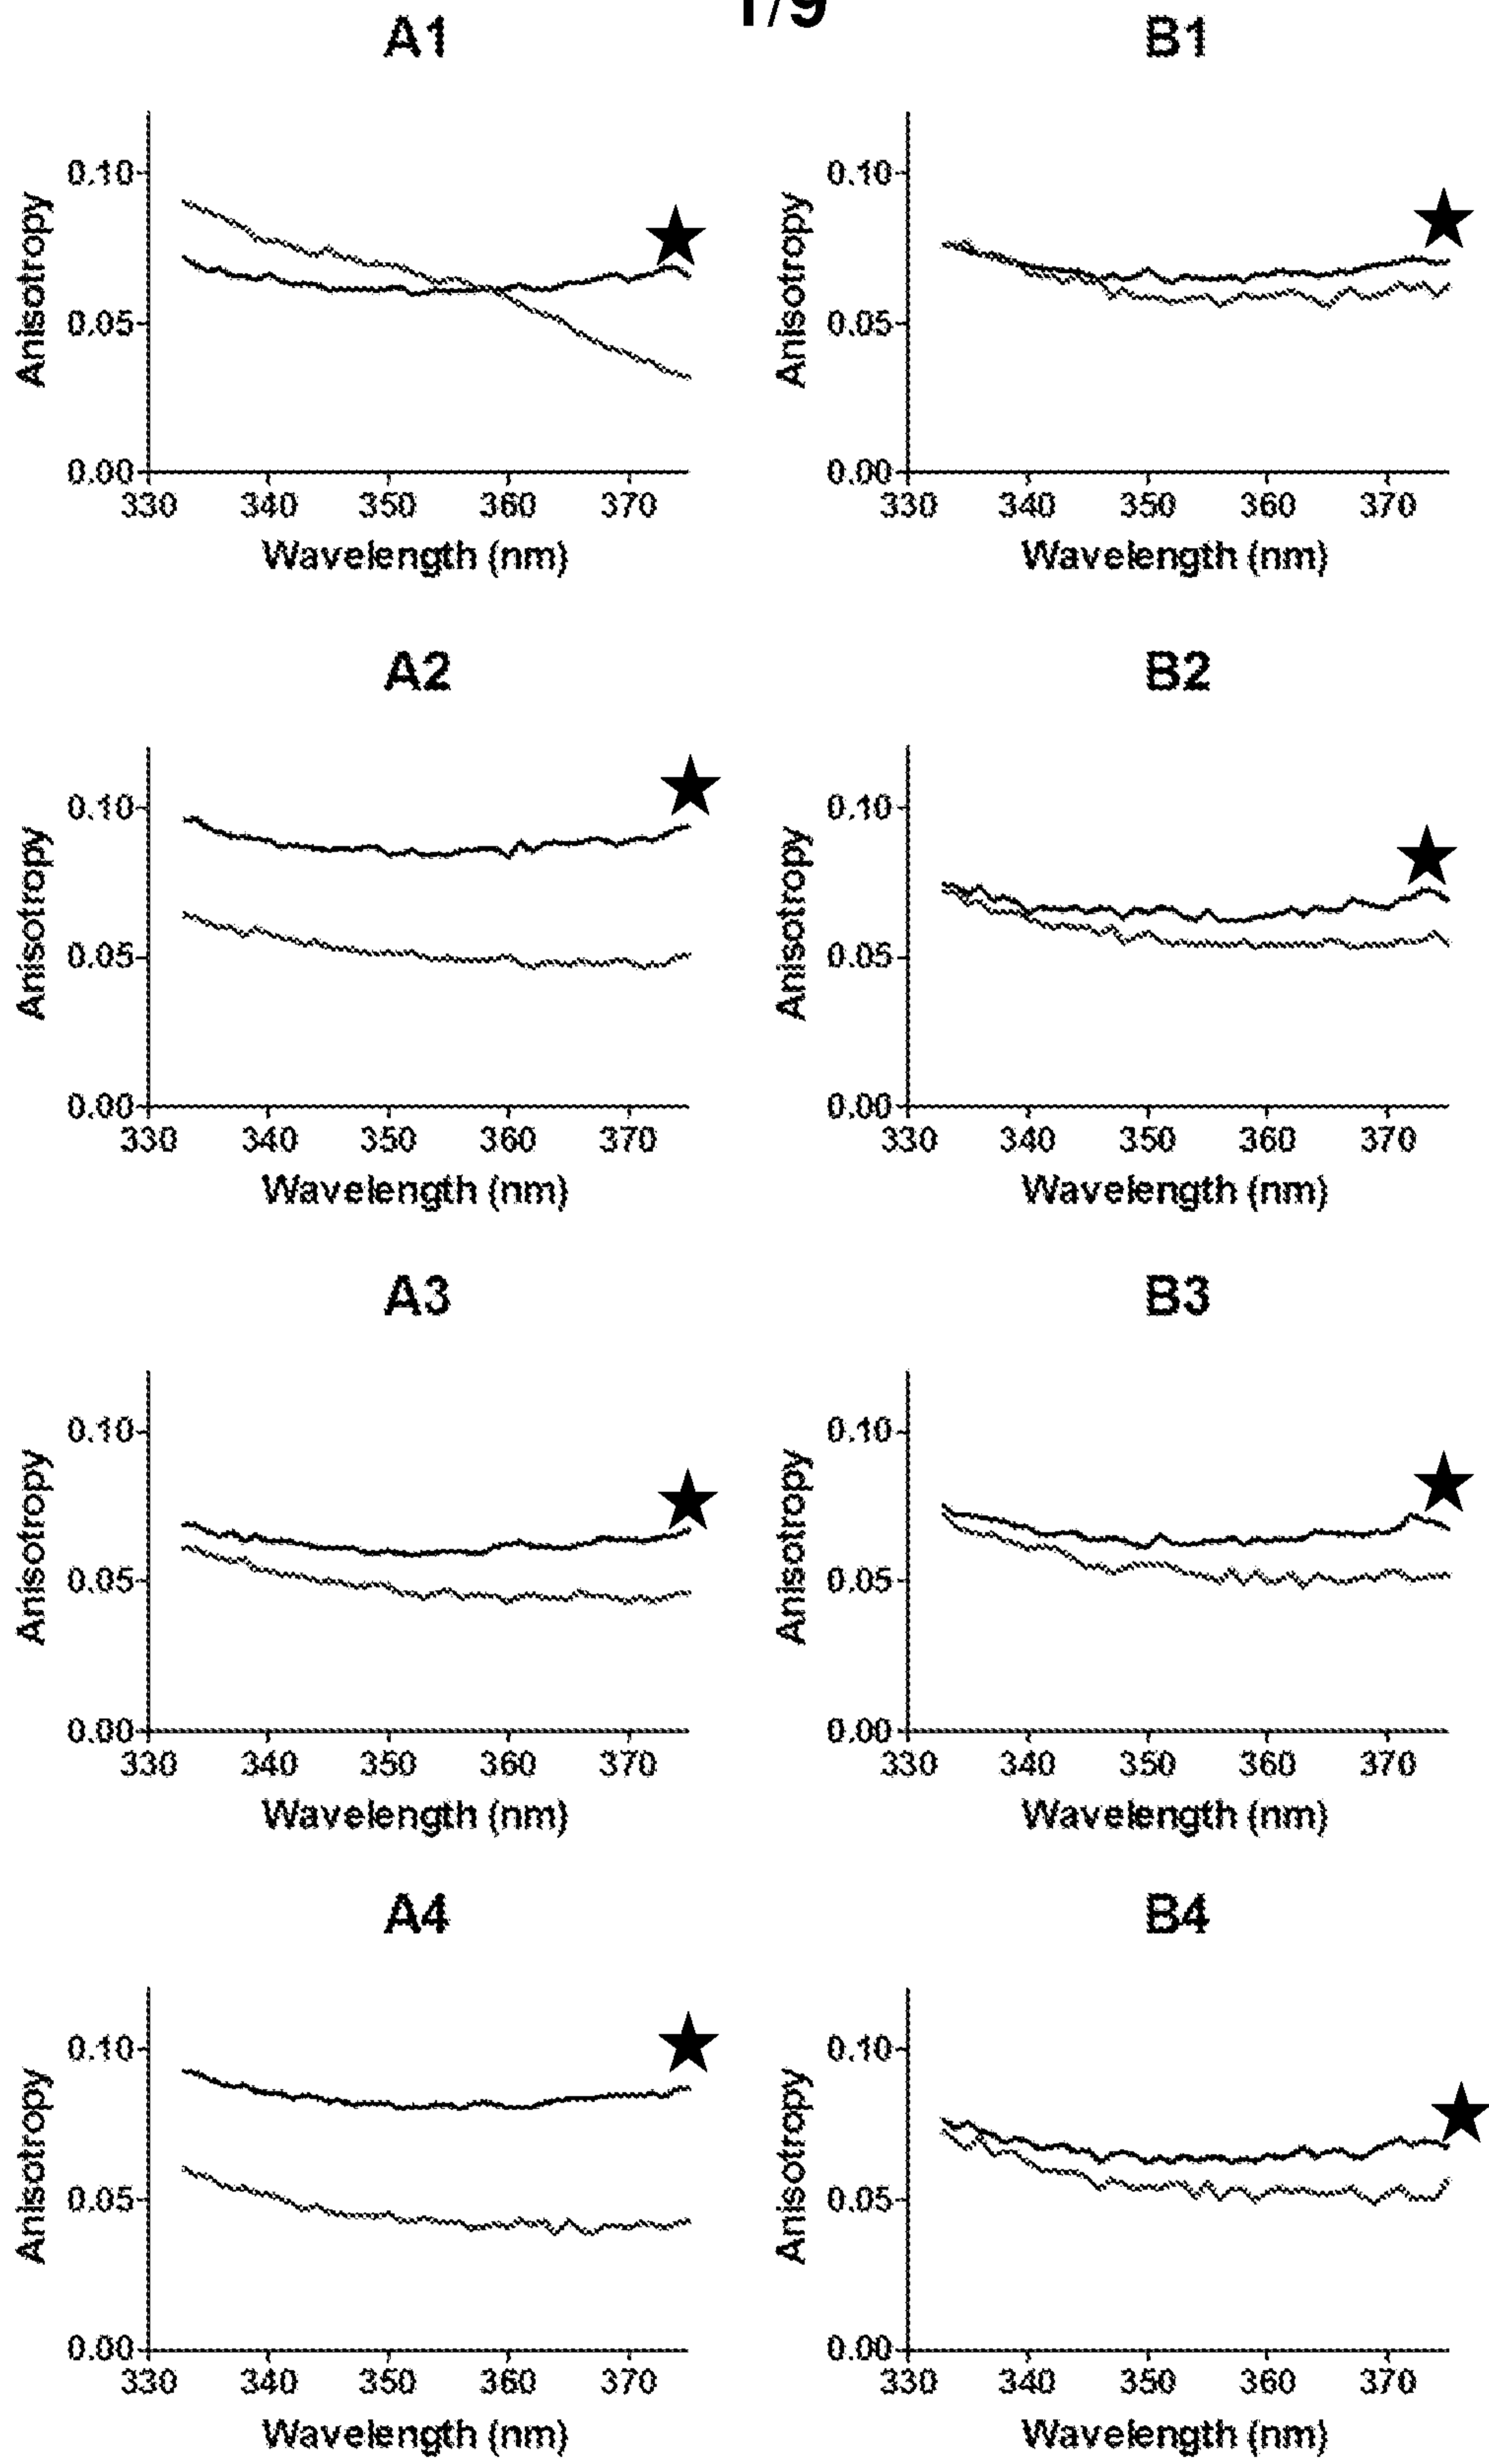 1/9
A1 B1
0.10 0.10
Anisotropy Anisotropy
0.05 0.05
0.00 0.00
330 340 350 360 370 330 340 350 360 370
Wavelength (nm) Wavelength (nm)
A2 B2
0.10 0.10
Anisotropy Anisotropy
0.05 0.05
0.00 0.00
330 340 350 360 370 330 340 350 360 370
Wavelength (nm) Wavelength (nm)
A3 B3
0.10 0.10
Anisotropy Anisotropy
0.05 0.05
0.00 0.00
330 340 350 360 370 330 340 350 360 370
Wavelength (nm) Wavelength (nm)
A4 B4
0.10 0.10
Anisotropy Anisotropy
0.05 0.05
0.00 0.00
330 340 350 360 370 330 340 350 360 370
Wavelength (nm) Wavelength (nm)